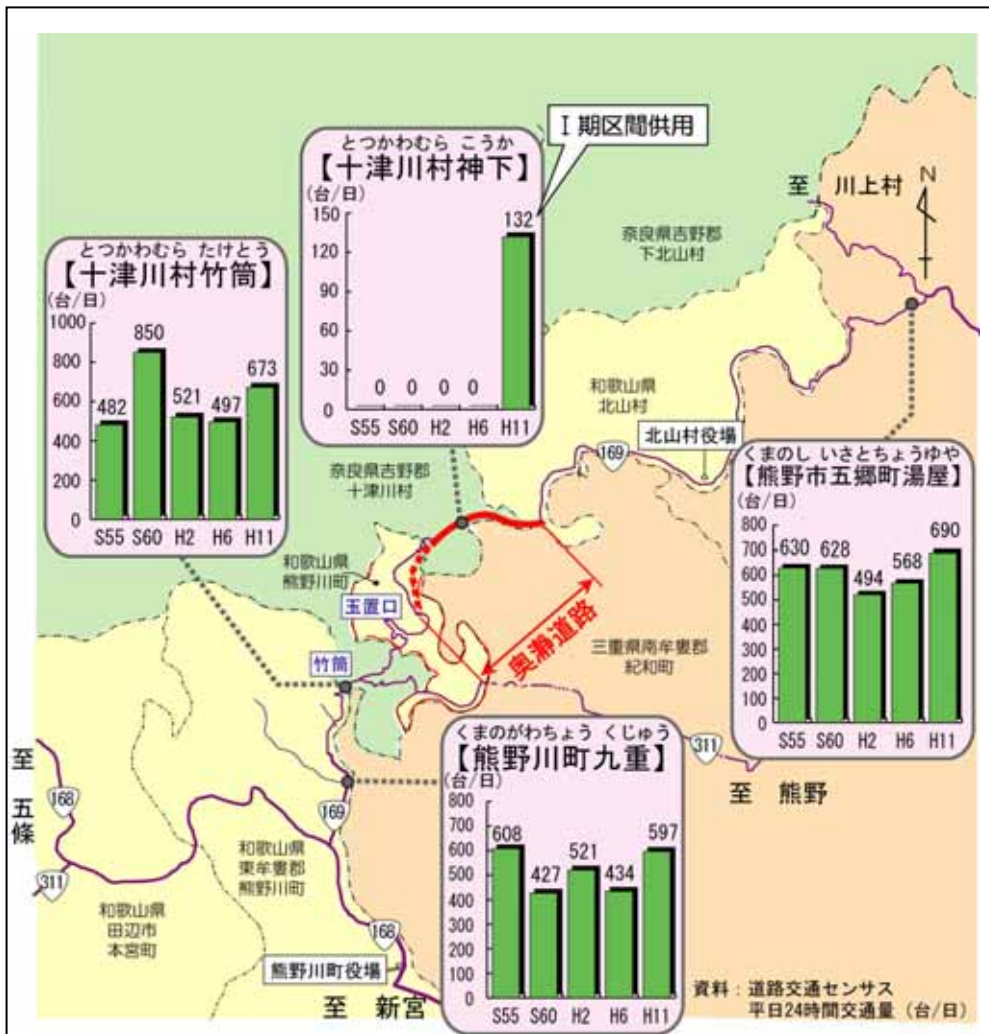 Ⅰ期区間供用
とつかわむら こうか
【十津川村神下】
(台/日)
150
120
90
60
30
0
0
0
0
0
132
S55 S60 H2 H6 H11
至 川上村
N
奈良県吉野郡
下北山村
とつかわむら たけとう
【十津川村竹筒】
(台/日)
1000
800
600
400
200
0
482
850
521
497
673
S55 S60 H2 H6 H11
和歌山県
北山村
北山村役場
169
奈良県吉野郡
十津川村
くまのし いさとちょうゆや
【熊野市五郷町湯屋】
(台/日)
800
700
600
500
400
300
200
100
0
630
628
494
568
690
S55 S60 H2 H6 H11
和歌山県
熊野川町
玉置口
竹筒
奥瀞道路
三重県南牟婁郡
紀和町
311
至 熊野
くまのがわちょう くじゅう
【熊野川町九重】
(台/日)
800
700
600
500
400
300
200
100
0
608
427
521
434
597
S55 S60 H2 H6 H11
至
五條
168
311
169
和歌山県
東牟婁郡
熊野川町
和歌山県
田辺市
本宮町
168
熊野川町役場
至 新宮
資料：道路交通センサス
平日24時間交通量（台/日）